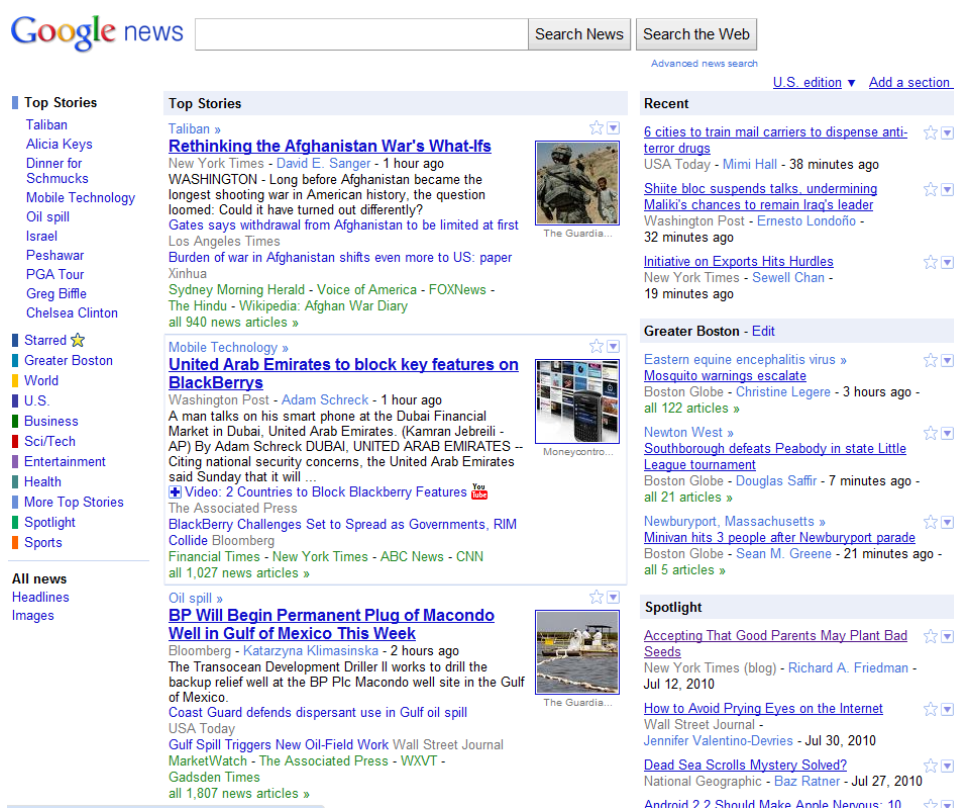 Google news
Search News
Search the Web
Advanced news search
U.S. edition ▼ Add a section
Top Stories
Taliban
Alicia Keys
Dinner for
Schmucks
Mobile Technology
Oil spill
Israel
Peshawar
PGA Tour
Greg Biffle
Chelsea Clinton
Starred
Greater Boston
World
U.S.
Business
Sci/Tech
Entertainment
Health
More Top Stories
Spotlight
Sports
All news
Headlines
Images
Top Stories
Taliban »
Rethinking the Afghanistan War's What-Ifs
New York Times - David E. Sanger - 1 hour ago
WASHINGTON - Long before Afghanistan became the
longest shooting war in American history, the question
loomed: Could it have turned out differently?
Gates says withdrawal from Afghanistan to be limited at first
Los Angeles Times
Burden of war in Afghanistan shifts even more to US: paper
Xinhua
Sydney Morning Herald - Voice of America - FOXNews -
The Hindu - Wikipedia: Afghan War Diary
all 940 news articles »
The Guardia...
Mobile Technology »
United Arab Emirates to block key features on
BlackBerrys
Washington Post - Adam Schreck - 1 hour ago
A man talks on his smart phone at the Dubai Financial
Market in Dubai, United Arab Emirates. (Kamran Jebreili -
AP) By Adam Schreck DUBAI, UNITED ARAB EMIRATES --
Citing national security concerns, the United Arab Emirates
said Sunday that it will ...
Video: 2 Countries to Block Blackberry Features You Tube
The Associated Press
BlackBerry Challenges Set to Spread as Governments, RIM
Collide Bloomberg
Financial Times - New York Times - ABC News - CNN
all 1,027 news articles »
Moneycontro...
Oil spill »
BP Will Begin Permanent Plug of Macondo
Well in Gulf of Mexico This Week
Bloomberg - Katarzyna Klimasinska - 2 hours ago
The Transocean Development Driller II works to drill the
backup relief well at the BP Plc Macondo well site in the Gulf
of Mexico.
Coast Guard defends dispersant use in Gulf oil spill
USA Today
Gulf Spill Triggers New Oil-Field Work Wall Street Journal
MarketWatch - The Associated Press - WXVT -
Gadsden Times
all 1,807 news articles »
The Guardia...
Recent
6 cities to train mail carriers to dispense anti-
terror drugs
USA Today - Mimi Hall - 38 minutes ago
Shiite bloc suspends talks, undermining
Maliki's chances to remain Iraq's leader
Washington Post - Ernesto Londoño -
32 minutes ago
Initiative on Exports Hits Hurdles
New York Times - Sewell Chan -
19 minutes ago
Greater Boston - Edit
Eastern equine encephalitis virus »
Mosquito warnings escalate
Boston Globe - Christine Legere - 3 hours ago -
all 122 articles »
Newton West »
Southborough defeats Peabody in state Little
League tournament
Boston Globe - Douglas Saffir - 7 minutes ago -
all 21 articles »
Newburyport, Massachusetts »
Minivan hits 3 people after Newburyport parade
Boston Globe - Sean M. Greene - 21 minutes ago -
all 5 articles »
Spotlight
Accepting That Good Parents May Plant Bad
Seeds
New York Times (blog) - Richard A. Friedman -
Jul 12, 2010
How to Avoid Prying Eyes on the Internet
Wall Street Journal -
Jennifer Valentino-Devries - Jul 30, 2010
Dead Sea Scrolls Mystery Solved?
National Geographic - Baz Ratner - Jul 27, 2010
Android 2.2 Should Make Apple Nervous: 10